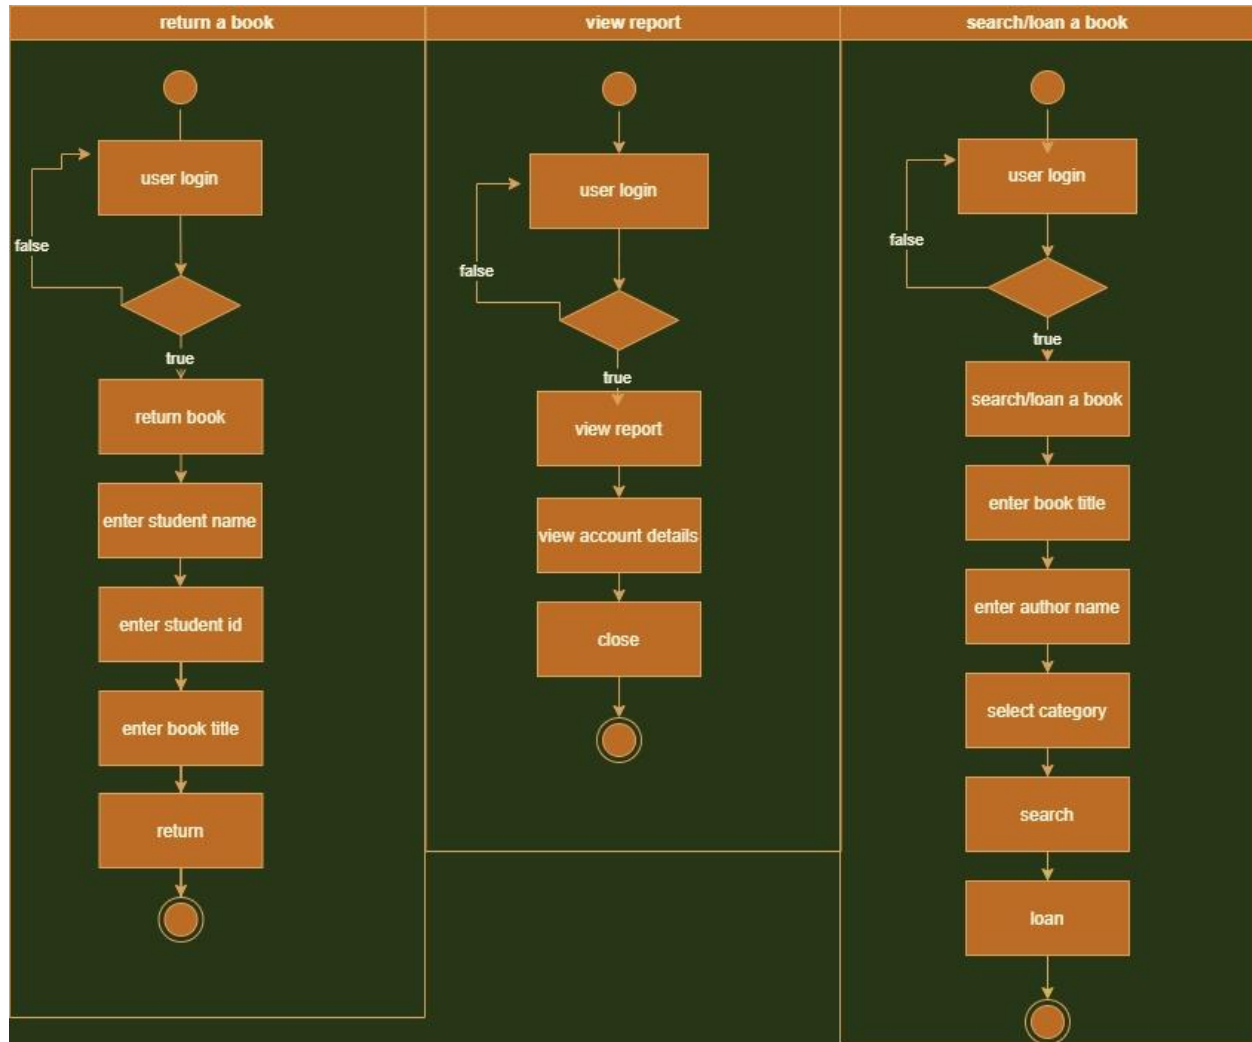 return a book
view report
search/loan a book
user login
false
true
return book
enter student name
enter student id
enter book title
return
user login
false
true
view report
view account details
close
user login
false
true
search/loan a book
enter book title
enter author name
select category
search
loan